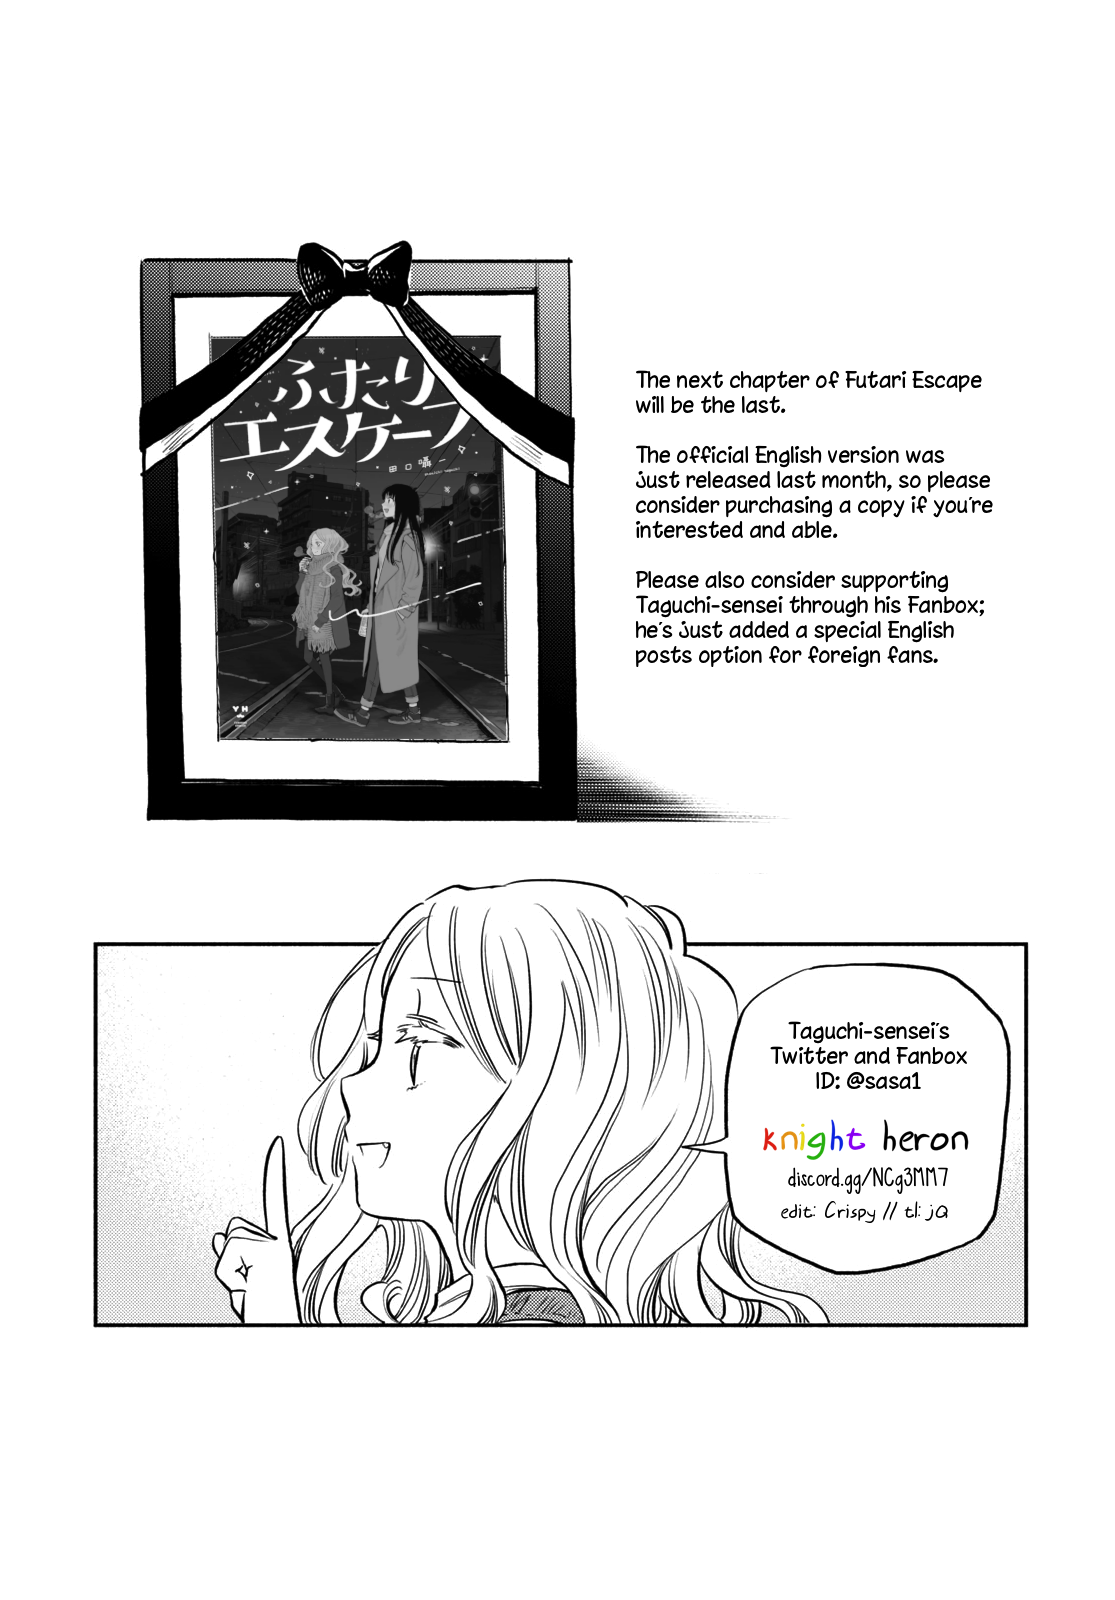 ふたり
エスケープ
田口囁一
The next chapter of Futari Escape
will be the last.
The official English version was
just released last month, so please
consider purchasing a copy if you're
interested and able.
Please also consider supporting
Taguchi-sensei through his Fanbox;
he's just added a special English
posts option for foreign fans.
Taguchi-sensei's
Twitter and Fanbox
ID: @sasa1
knight heron
discord.gg/NCg3MM7
edit: Crispy // tl: jQ